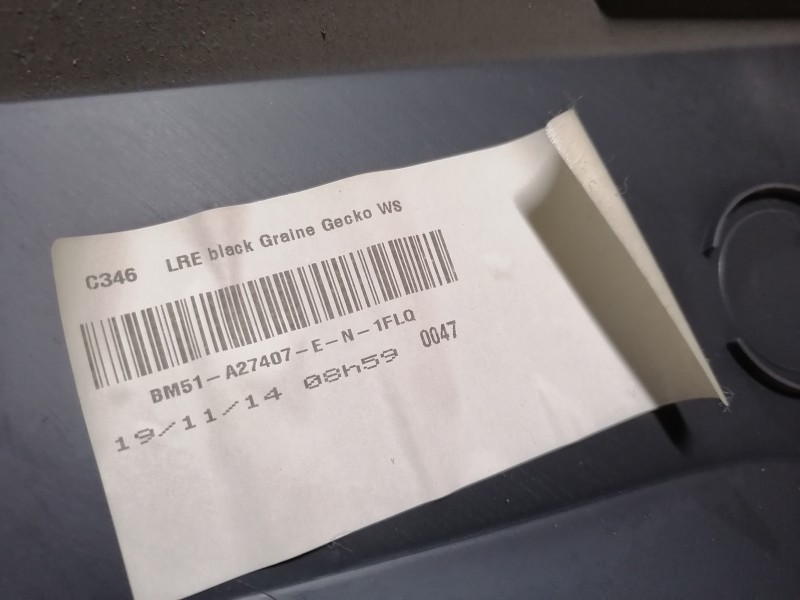 C346 LRE black Graine Gecko WS
BM51-A27407-E-N-1FLQ 0047
19/11/14 08h59